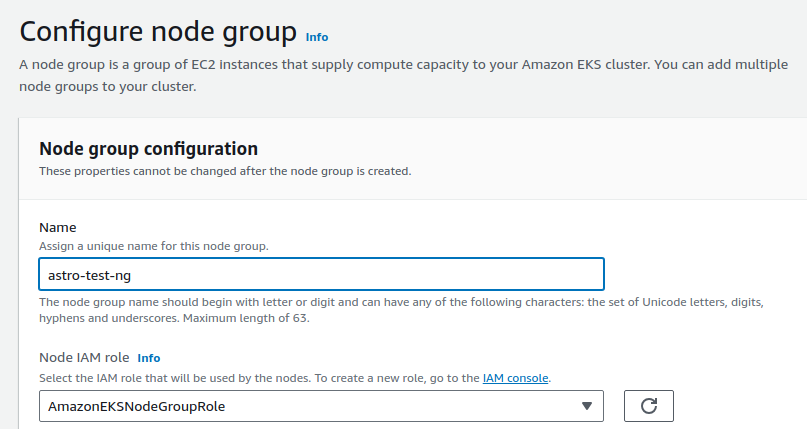 Configure node group Info
A node group is a group of EC2 instances that supply compute capacity to your Amazon EKS cluster. You can add multiple
node groups to your cluster.
Node group configuration
These properties cannot be changed after the node group is created.
Name
Assign a unique name for this node group.
astro-test-ng
The node group name should begin with letter or digit and can have any of the following characters: the set of Unicode letters, digits,
hyphens and underscores. Maximum length of 63.
Node IAM role Info
Select the IAM role that will be used by the nodes. To create a new role, go to the IAM console.
AmazonEKSNodeGroupRole